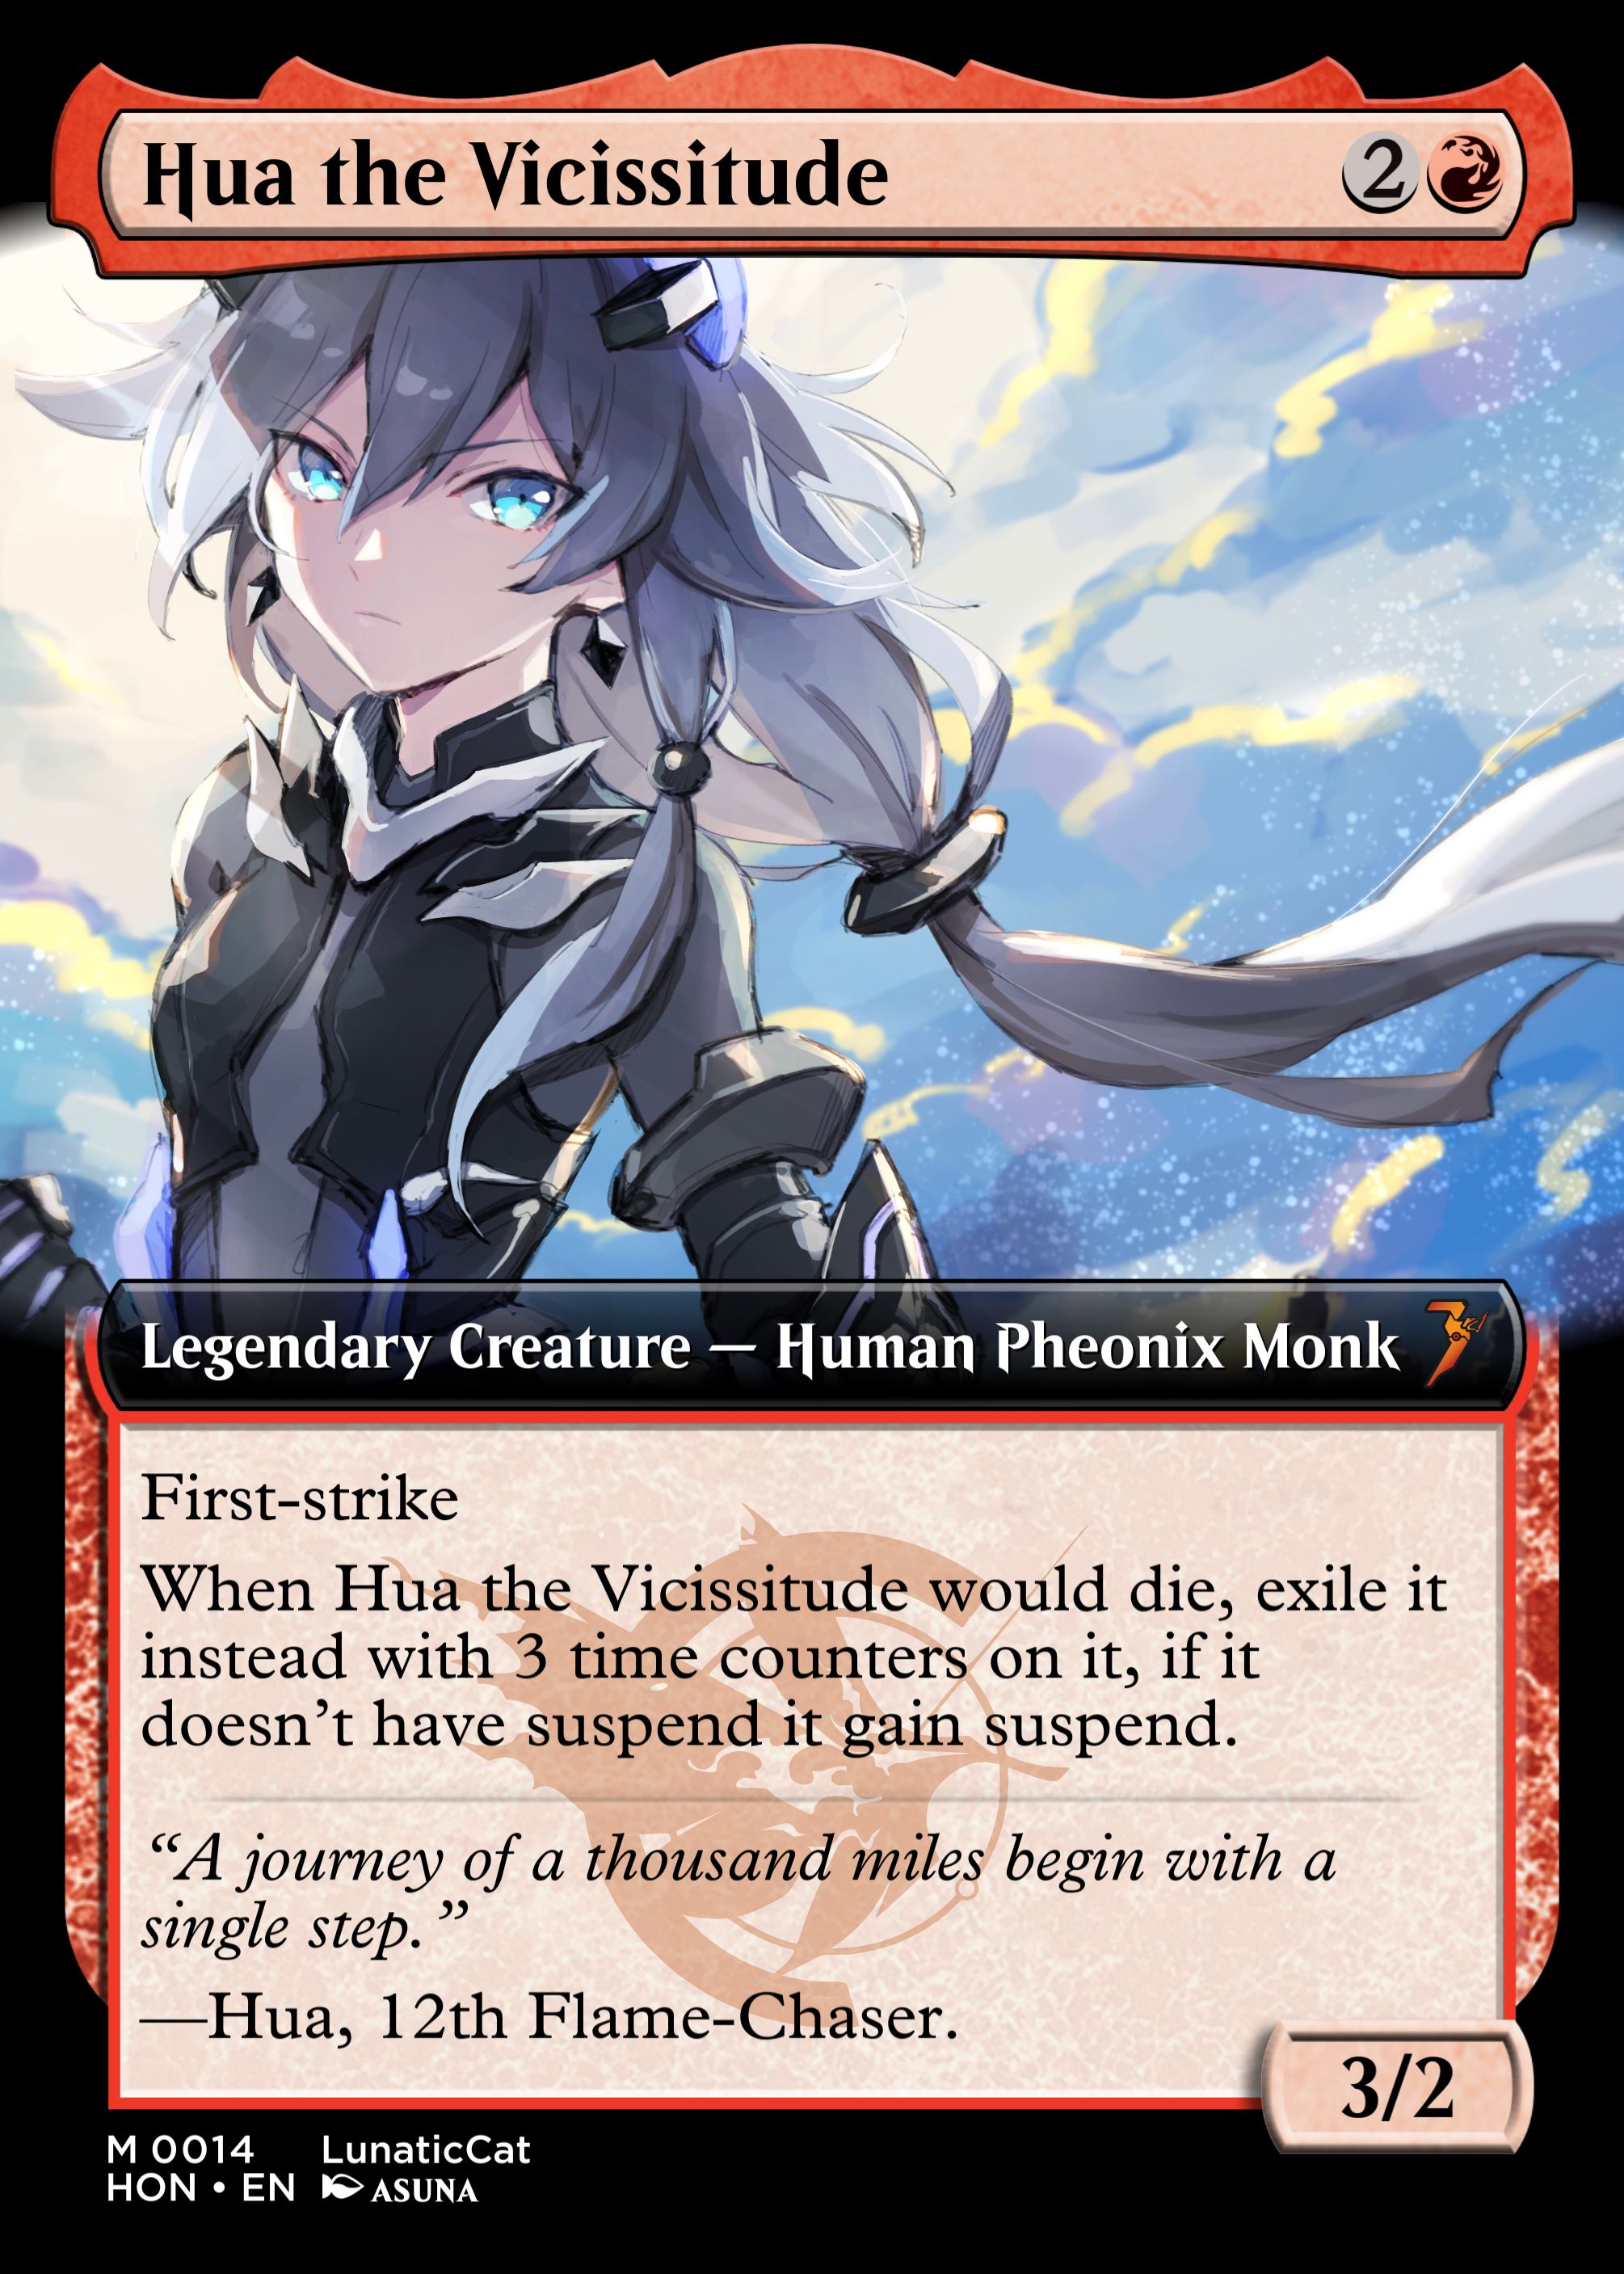 Hua the Vicissitude 2
Legendary Creature — Human Pheonix Monk 3rd
First-strike
When Hua the Vicissitude would die, exile it
instead with 3 time counters on it, if it
doesn’t have suspend it gain suspend.
“A journey of a thousand miles begin with a
single step.”
—Hua, 12th Flame-Chaser.
3/2
M 0014 LunaticCat
HON • EN ASUNA